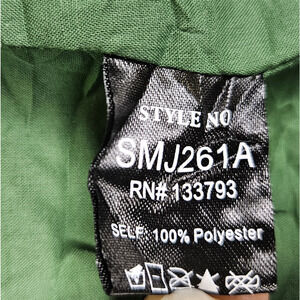 STYLE NO
SMJ261A
RN# 133793
SELF: 100% Polyester